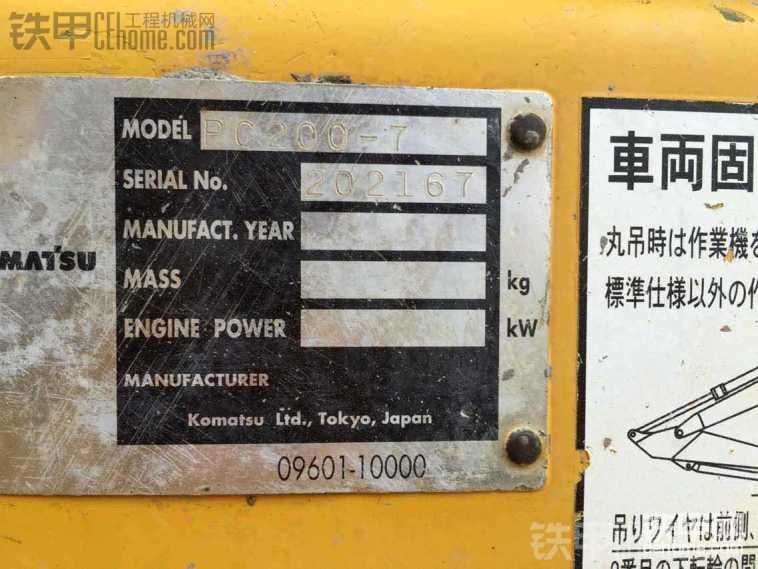 铁甲 工程机械网
CEhome.com
MODEL PC200-7
SERIAL No. 202167
MANUFACT. YEAR
MASS kg
ENGINE POWER kW
MANUFACTURER
Komatsu Ltd., Tokyo, Japan
09601-10000
OMATSU
車両固
丸吊時は作業機を
標準仕様以外の作
吊りワイヤは前側、
2番目の下転輪の間
铁甲